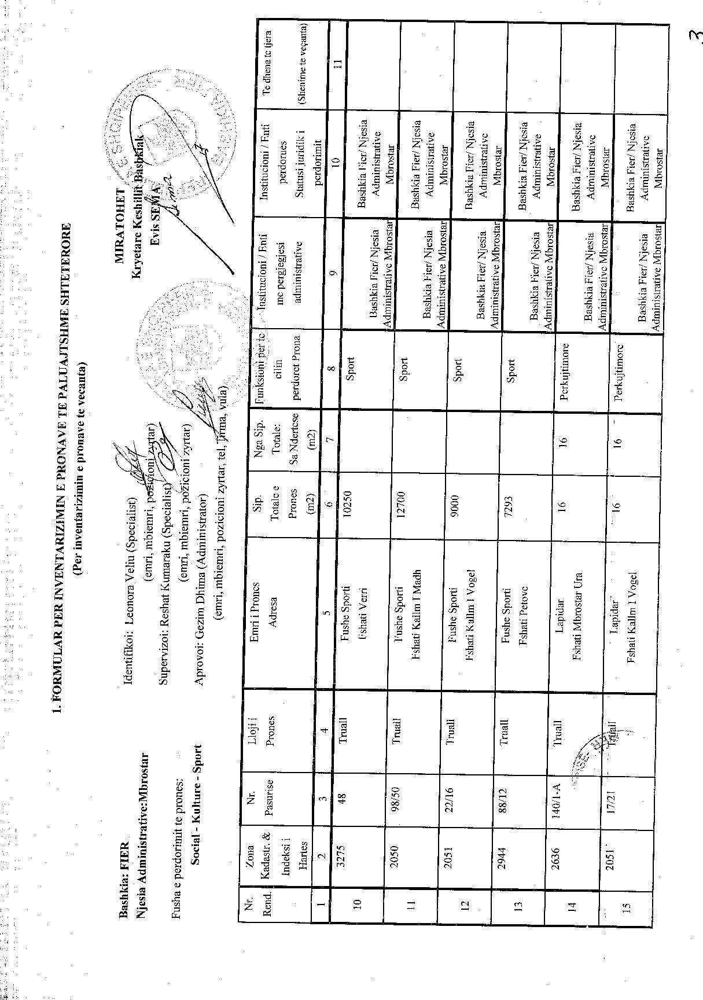 1. FORMULAR PER INVENTARIZIMIN E PRONAVE TE PALUAJTSHME SHTETERORE
(Per inventarizimin e pronave te vecanta)
Bashkia: FIER
Njesia Administrative:Mbrostar
Fusha e perdorimit te prones:
Social - Kulture - Sport
Identifikoi: Leonora Veliu (Specialist)
(emri, mbiemri, pozicioni zyrtar)
Supervizoi: Reshat Kumaraku (Specialist)
(emri, mbiemri, pozicioni zyrtar)
Aprovoi: Gezim Dhima (Administrator)
(emri, mbiemri, pozicioni zyrtar, tel, firma, vula)
MIRATOHET
Kryetare Keshillit Bashkiak
Evis SEMA
Nr. Rend. | Zona Kadastr. & Indeksi i Hartes | Nr. Pasurise | Lloji i Prones | Emri i Prones Adresa | Sip. Totale e Prones (m2) | Nga Sip. Totale: Sa Ndertese (m2) | Funksioni per te cilin perdoret Prona | Institucioni / Enti me pergjegjesi administrative | Institucioni / Enti perdorues Statusi juridik i perdorimit | Te dhena te tjera (Shenime te veçanta)
1 | 2 | 3 | 4 | 5 | 6 | 7 | 8 | 9 | 10 | 11
10 | 3275 | 48 | Truall | Fushe Sporti Fshati Verri | 10250 | | Sport | Bashkia Fier/ Njesia Administrative Mbrostar | Bashkia Fier/ Njesia Administrative Mbrostar
11 | 2050 | 98/50 | Truall | Fushe Sporti Fshati Kallm I Madh | 12700 | | Sport | Bashkia Fier/ Njesia Administrative Mbrostar | Bashkia Fier/ Njesia Administrative Mbrostar
12 | 2051 | 22/16 | Truall | Fushe Sporti Fshati Kallm I Vogel | 9000 | | Sport | Bashkia Fier/ Njesia Administrative Mbrostar | Bashkia Fier/ Njesia Administrative Mbrostar
13 | 2944 | 88/12 | Truall | Fushe Sporti Fshati Petove | 7293 | | Sport | Bashkia Fier/ Njesia Administrative Mbrostar | Bashkia Fier/ Njesia Administrative Mbrostar
14 | 2636 | 140/1-A | Truall | Lapidar Fshati Mbrostar Ura | 16 | 16 | Perkujtimore | Bashkia Fier/ Njesia Administrative Mbrostar | Bashkia Fier/ Njesia Administrative Mbrostar
15 | 2051 | 17/21 | Truall | Lapidar Fshati Kallm I Vogel | 16 | 16 | Perkujtimore | Bashkia Fier/ Njesia Administrative Mbrostar | Bashkia Fier/ Njesia Administrative Mbrostar
3